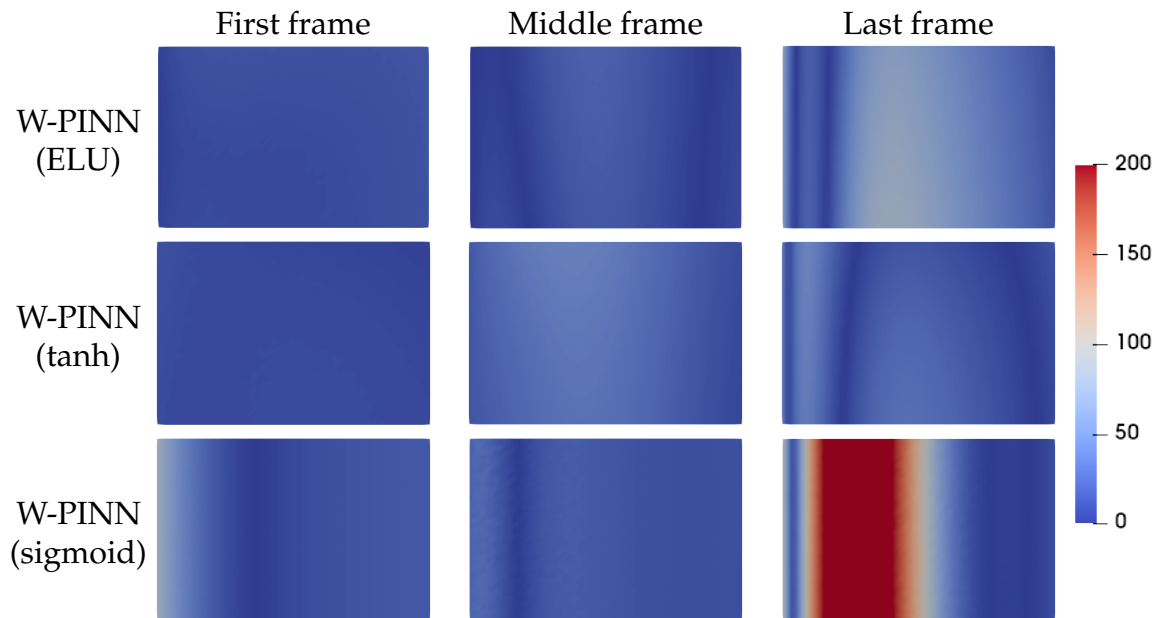 First frame
Middle frame
Last frame
W-PINN
(ELU)
W-PINN
(tanh)
W-PINN
(sigmoid)
200
150
100
50
0